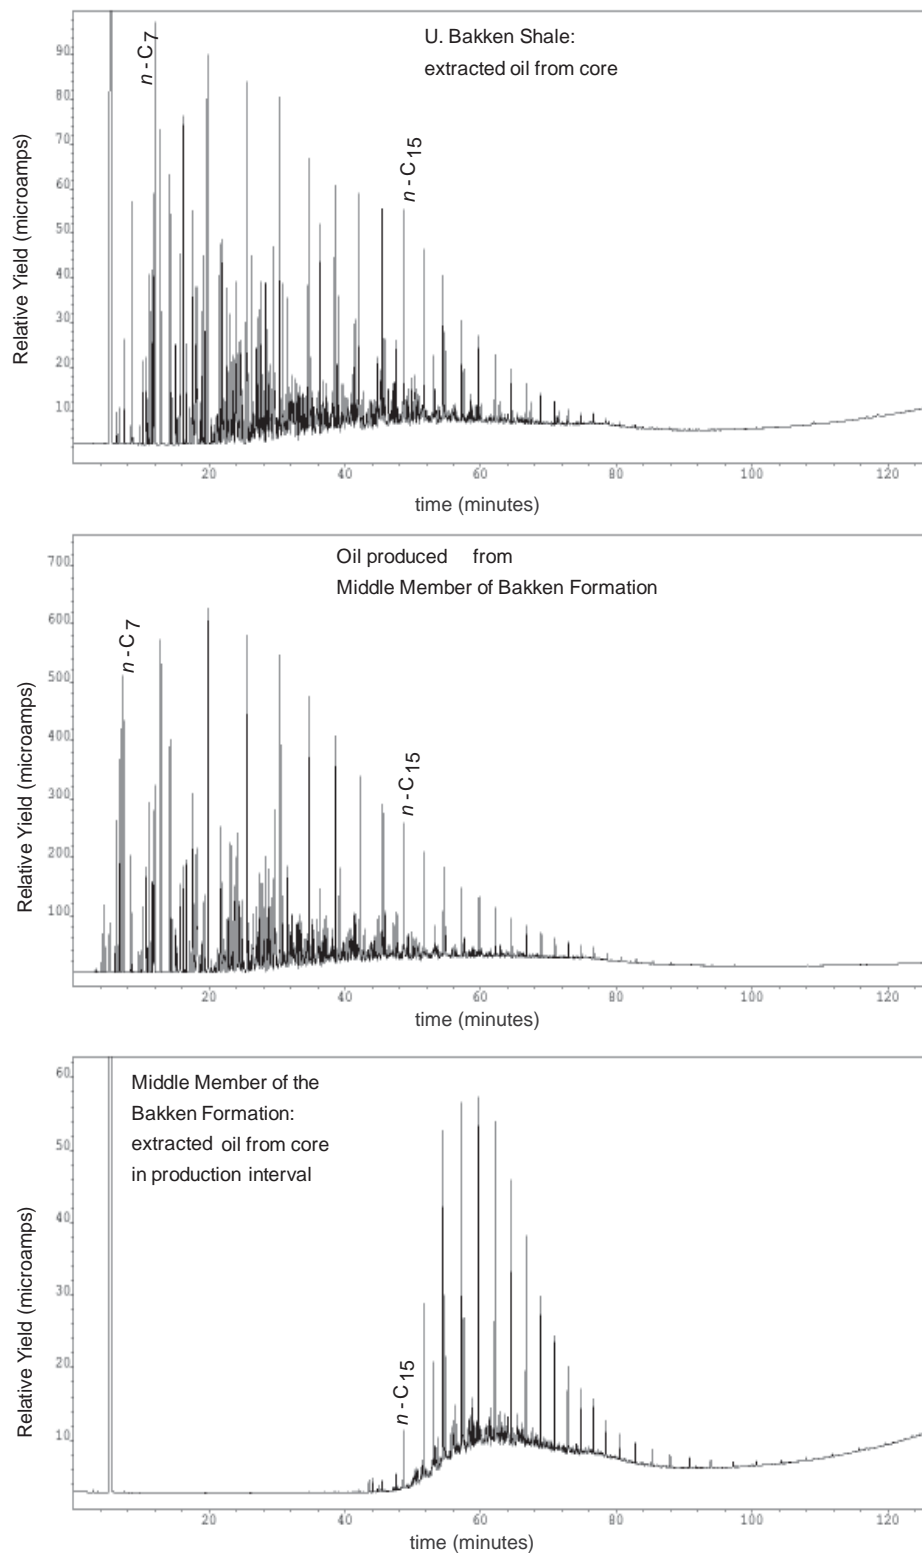 U. Bakken Shale:
extracted oil from core
n - C7
n - C15
Relative Yield (microamps)
90
80
70
60
50
40
30
20
10
20 40 60 80 100 120
time (minutes)
Oil produced from
Middle Member of Bakken Formation
n - C7
n - C15
Relative Yield (microamps)
700
600
500
400
300
200
100
20 40 60 80 100 120
time (minutes)
Middle Member of the
Bakken Formation:
extracted oil from core
in production interval
n - C15
Relative Yield (microamps)
60
50
40
30
20
10
20 40 60 80 100 120
time (minutes)